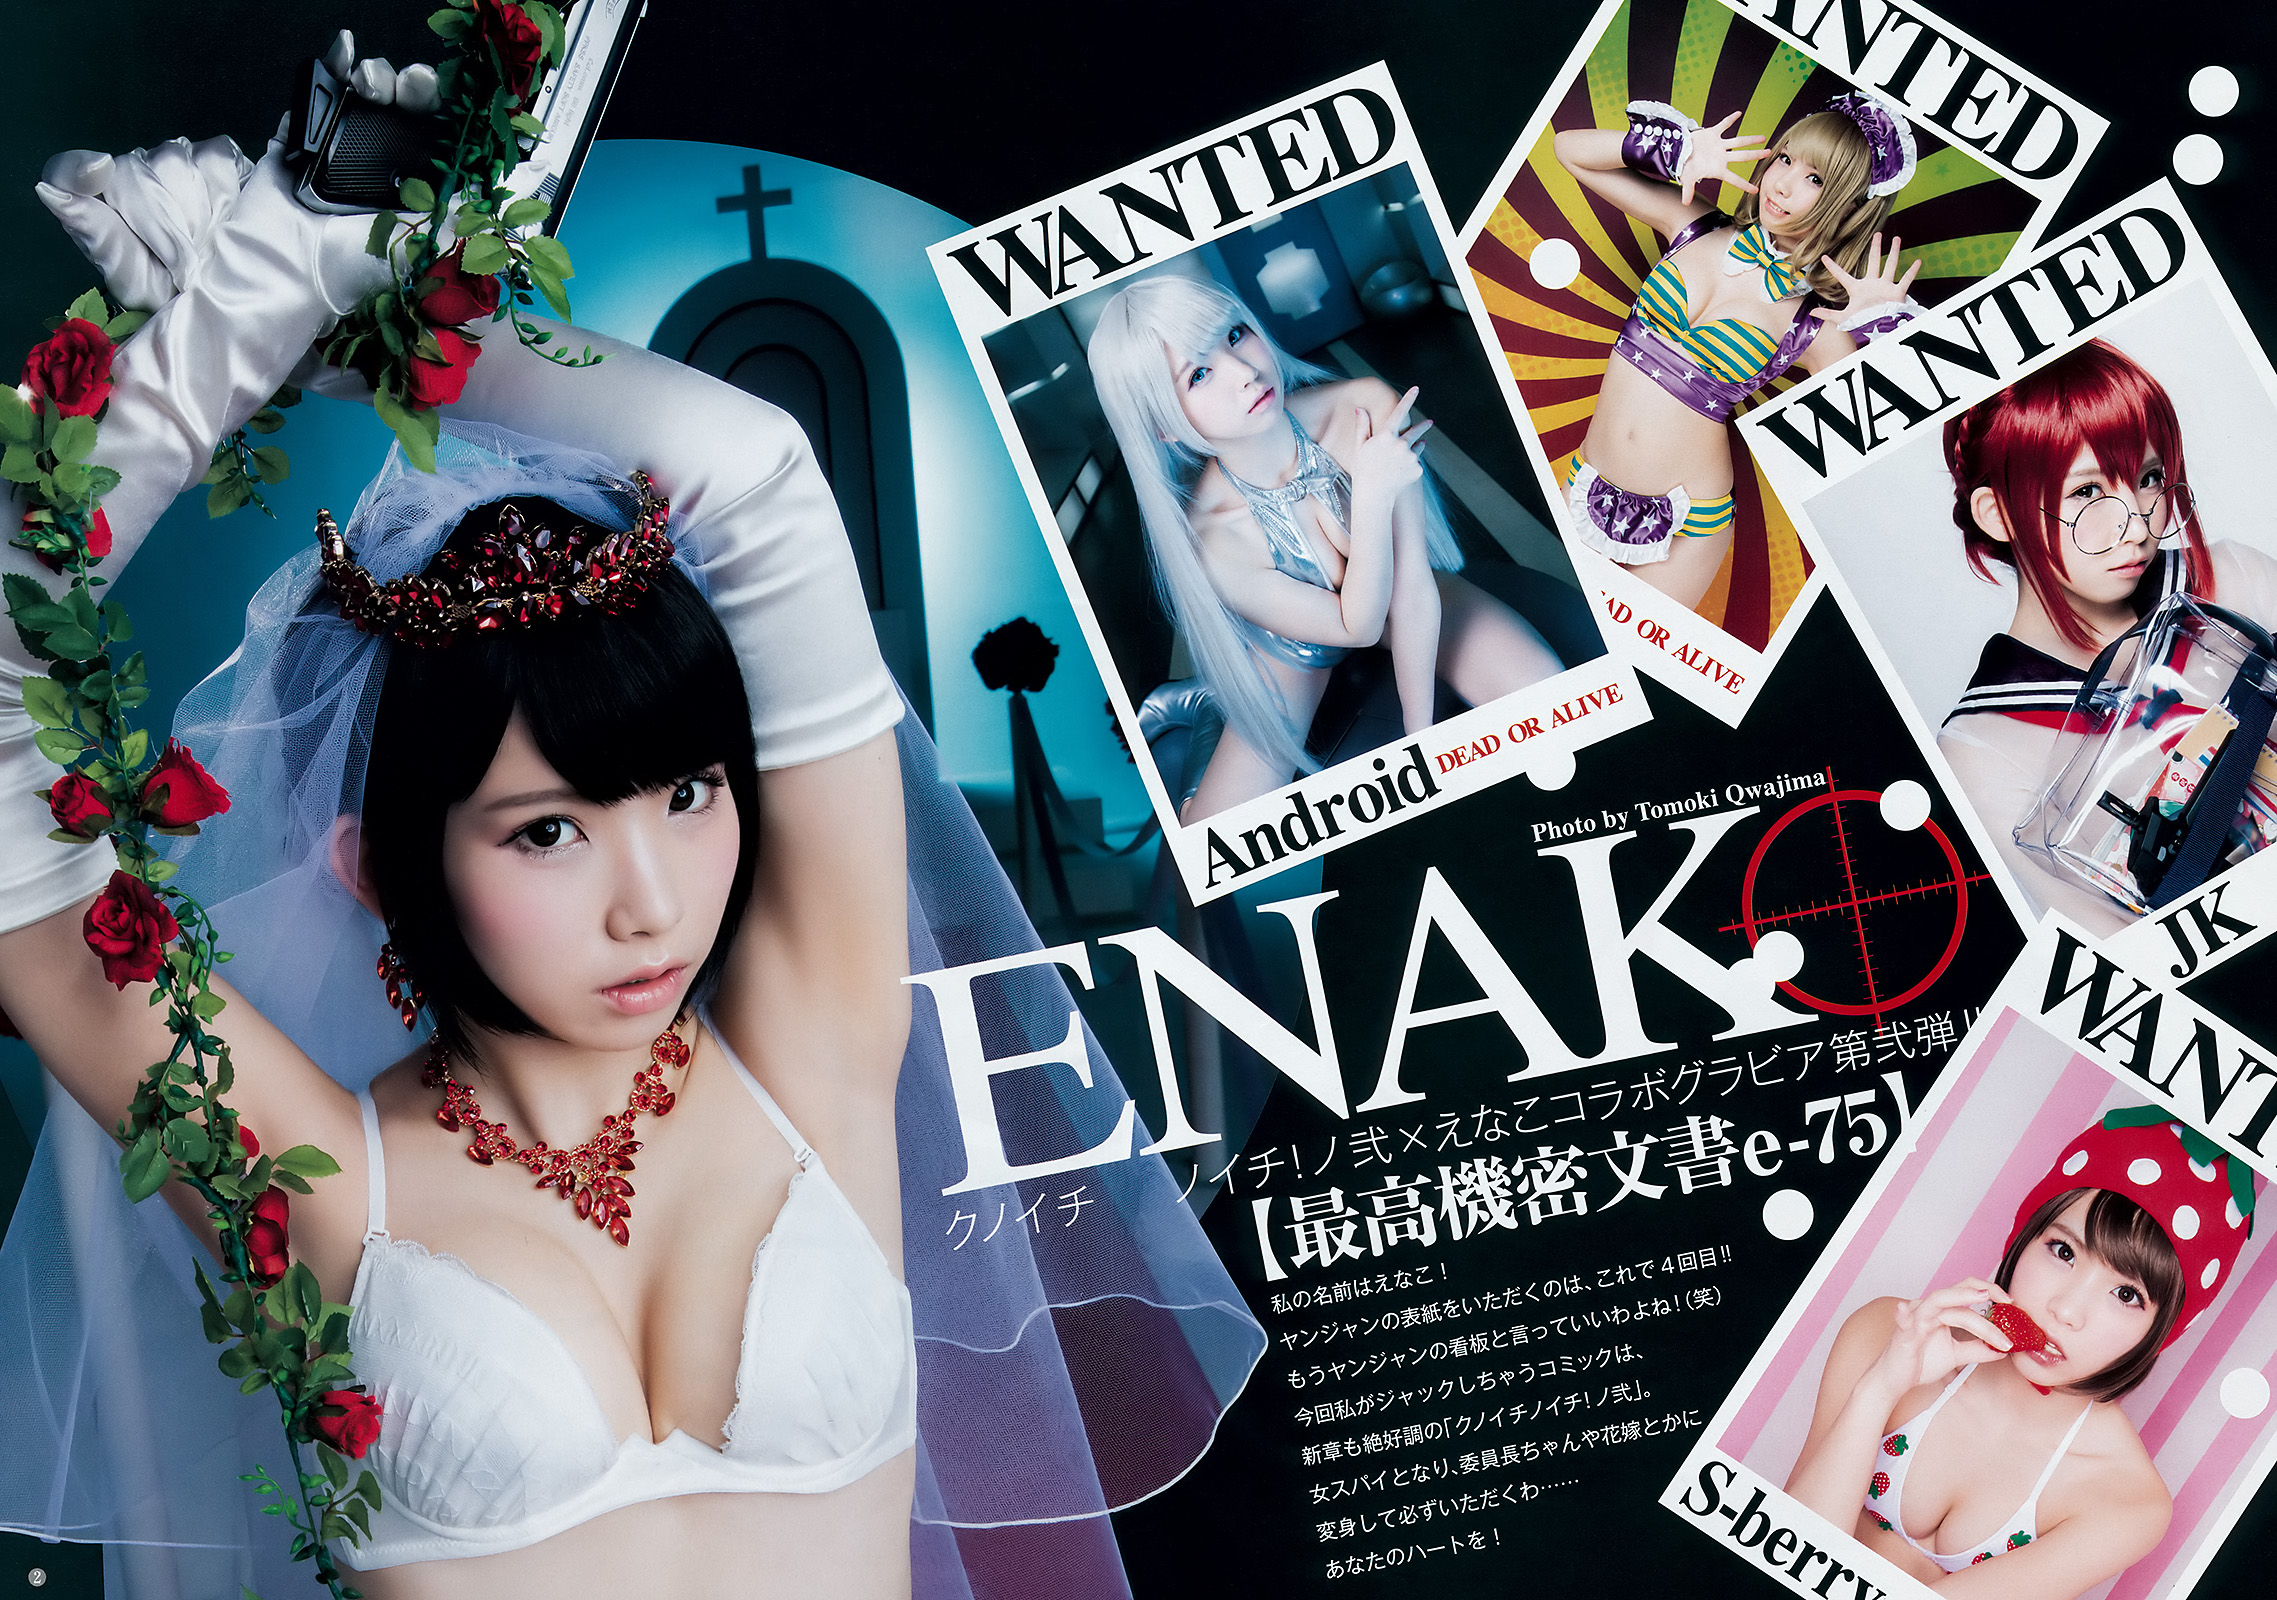 WANTED
Android
DEAD OR ALIVE
WANTED
DEAD OR ALIVE
WANTED
JK
WANTED
S-berry
Photo by Tomoki Qwajima
ENAKO
クノイチノイチ!ノ弐×えなこコラボグラビア第弐弾!!
【最高機密文書e-75】
私の名前はえなこ!
ヤンジャンの表紙をいただくのは、これで4回目!!
もうヤンジャンの看板と言っていいわよね!(笑)
今回私がジャックしちゃうコミックは、
新章も絶好調の「クノイチノイチ!ノ弐」。
女スパイとなり、委員長ちゃんや花嫁とかに
変身して必ずいただくわ……
あなたのハートを!
2